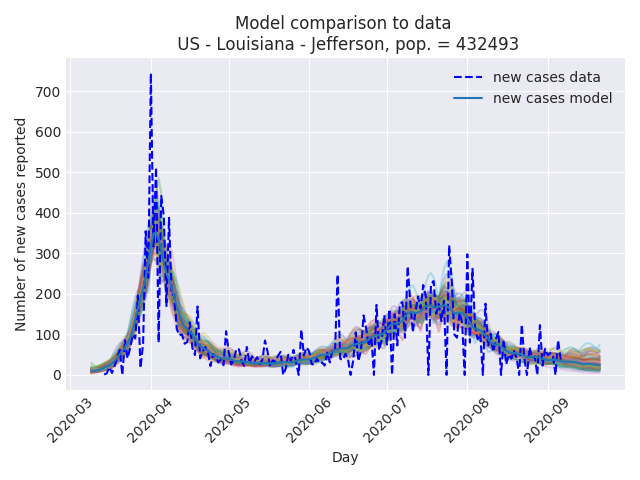 Model comparison to data
US - Louisiana - Jefferson, pop. = 432493
new cases data
new cases model
Number of new cases reported
700
600
500
400
300
200
100
0
2020-03
2020-04
2020-05
2020-06
2020-07
2020-08
2020-09
Day